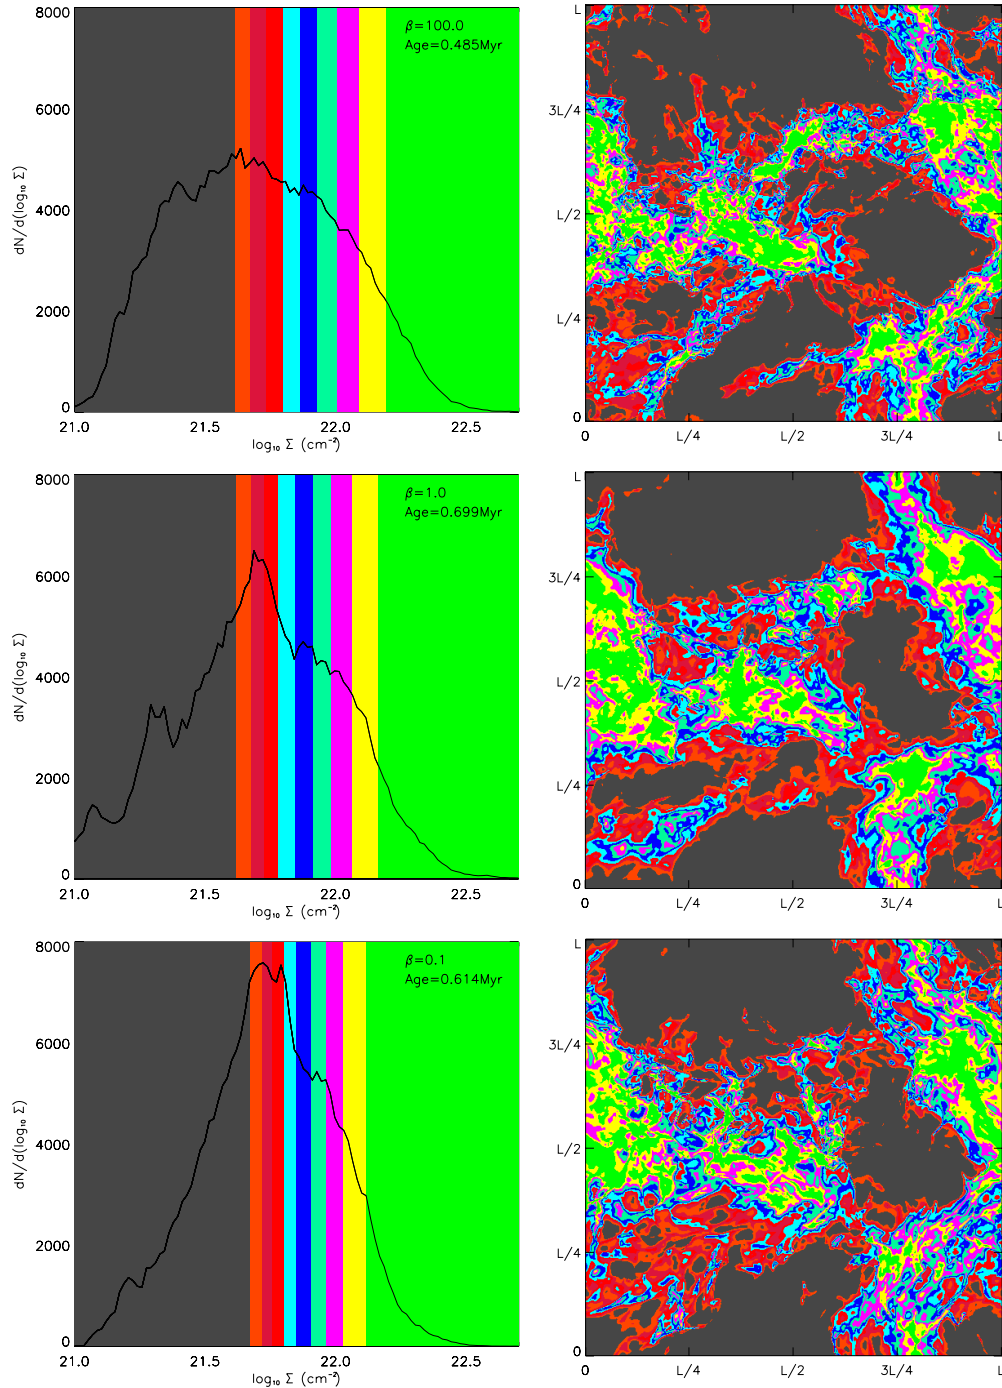 β=100.0
Age=0.485Myr
8000
6000
4000
2000
0
dN/d(log₁₀ Σ)
21.0 21.5 22.0 22.5
log₁₀ Σ (cm⁻²)
L
3L/4
L/2
L/4
0
0 L/4 L/2 3L/4 L
β=1.0
Age=0.699Myr
8000
6000
4000
2000
0
dN/d(log₁₀ Σ)
21.0 21.5 22.0 22.5
log₁₀ Σ (cm⁻²)
L
3L/4
L/2
L/4
0
0 L/4 L/2 3L/4 L
β=0.1
Age=0.614Myr
8000
6000
4000
2000
0
dN/d(log₁₀ Σ)
21.0 21.5 22.0 22.5
log₁₀ Σ (cm⁻²)
L
3L/4
L/2
L/4
0
0 L/4 L/2 3L/4 L